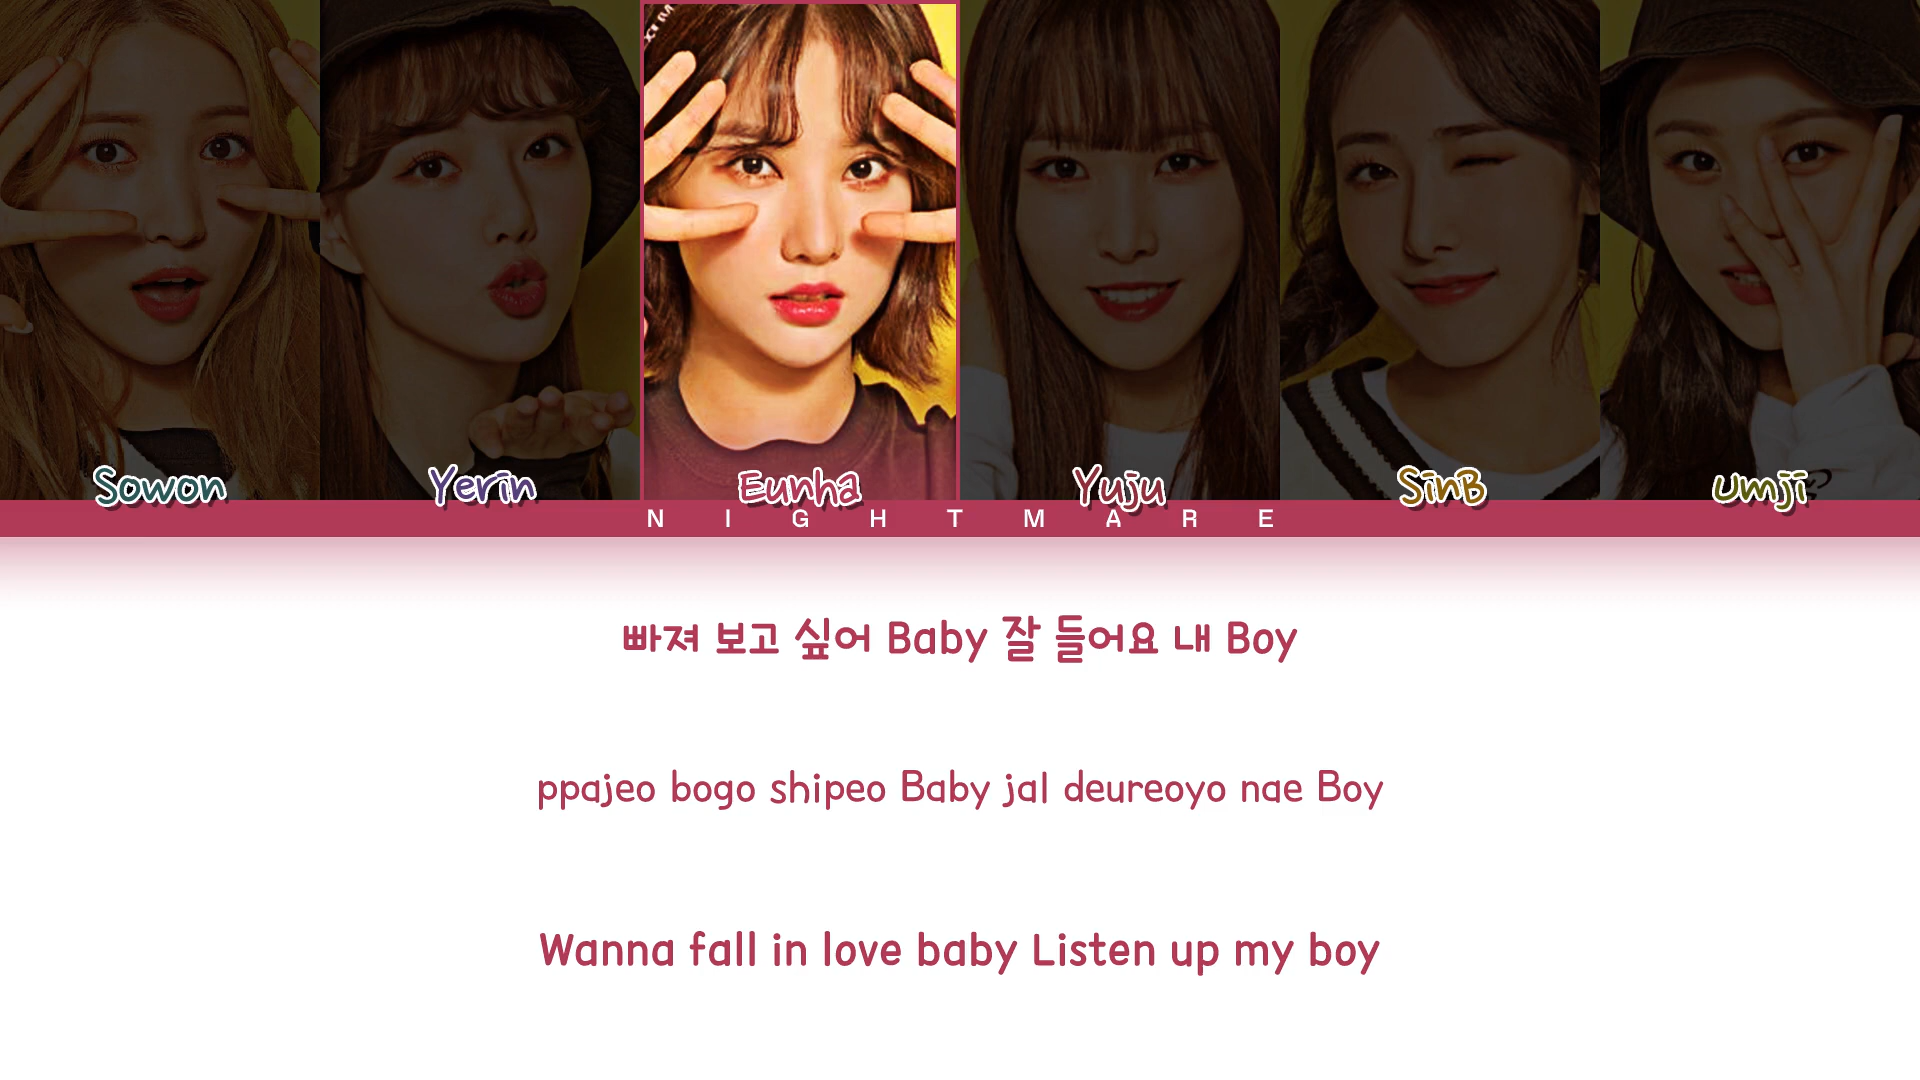 Sowon
Yerin
Eunha
Yuju
SinB
Umji
NIGHTMARE
빠져 보고 싶어 Baby 잘 들어요 내 Boy
ppajeo bogo shipeo Baby jal deureoyo nae Boy
Wanna fall in love baby Listen up my boy